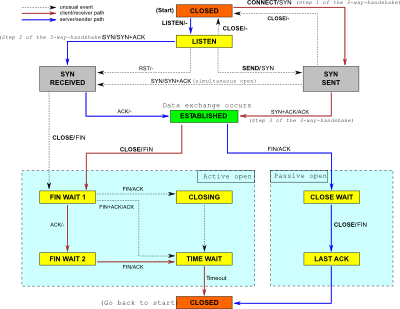 unusual event
client/receiver path
server/sender path
(Start)
CLOSED
CONNECT/SYN (Step 1 of the 3-way-handshake)
LISTEN/-
CLOSE/-
CLOSE/-
(Step 2 of the 3-way-handshake) SYN/SYN+ACK
LISTEN
RST/-
SEND/SYN
SYN
RECEIVED
SYN/SYN+ACK (simultaneous open)
SYN
SENT
Data exchange occurs
ACK/-
ESTABLISHED
SYN+ACK/ACK
(Step 3 of the 3-way-handshake)
CLOSE/FIN
CLOSE/FIN
FIN/ACK
Active open
Passive open
FIN WAIT 1
FIN/ACK
CLOSING
CLOSE WAIT
FIN+ACK/ACK
ACK/-
CLOSE/FIN
FIN WAIT 2
FIN/ACK
TIME WAIT
LAST ACK
Timeout
(Go back to start)
CLOSED